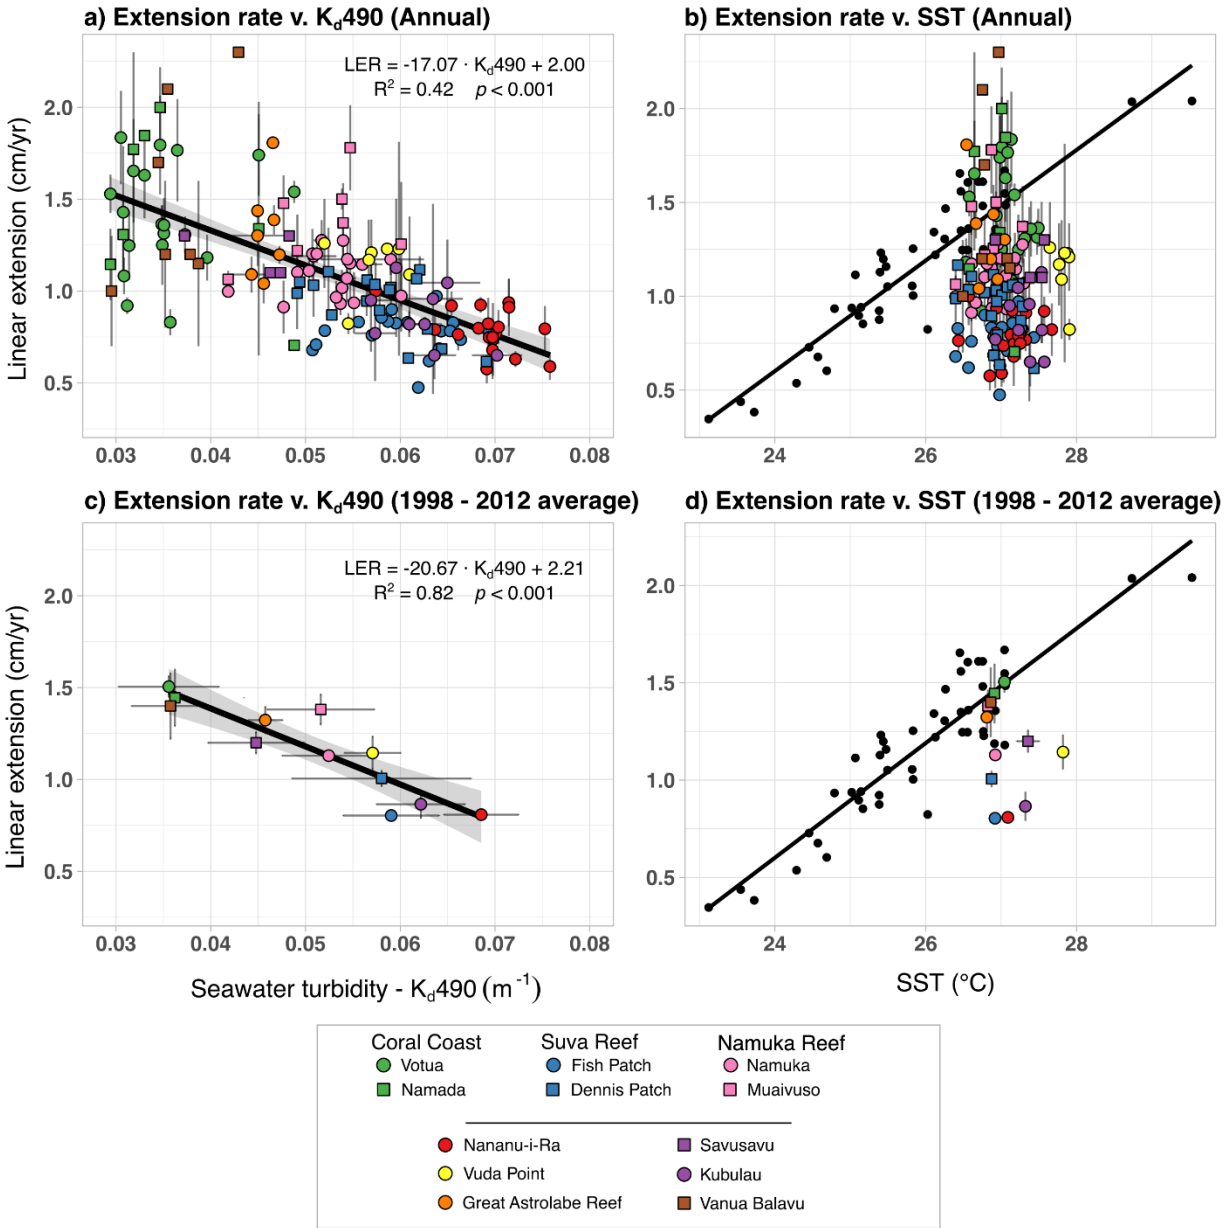 a) Extension rate v. Kd490 (Annual)
LER = -17.07 · Kd490 + 2.00
R² = 0.42 p < 0.001
Linear extension (cm/yr)
2.0
1.5
1.0
0.5
0.03 0.04 0.05 0.06 0.07 0.08
b) Extension rate v. SST (Annual)
2.0
1.5
1.0
0.5
24 26 28
c) Extension rate v. Kd490 (1998 - 2012 average)
LER = -20.67 · Kd490 + 2.21
R² = 0.82 p < 0.001
Linear extension (cm/yr)
2.0
1.5
1.0
0.5
0.03 0.04 0.05 0.06 0.07 0.08
Seawater turbidity - Kd490 (m⁻¹)
d) Extension rate v. SST (1998 - 2012 average)
2.0
1.5
1.0
0.5
24 26 28
SST (°C)
Coral Coast Suva Reef Namuka Reef
Votua Fish Patch Namuka
Namada Dennis Patch Muaivuso
Nananu-i-Ra Savusavu
Vuda Point Kubulau
Great Astrolabe Reef Vanua Balavu